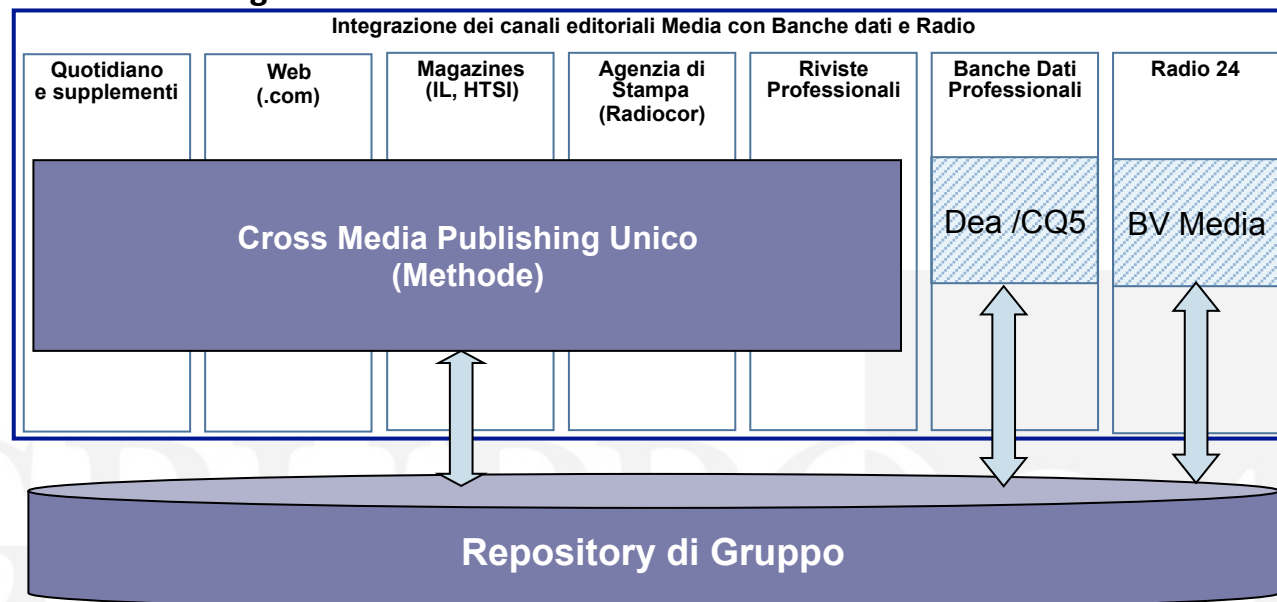 Integrazione dei canali editoriali Media con Banche dati e Radio
Quotidiano
e supplementi
Web
(.com)
Magazines
(IL, HTSI)
Agenzia di
Stampa
(Radiocor)
Riviste
Professionali
Banche Dati
Professionali
Radio 24
Cross Media Publishing Unico
(Methode)
Dea /CQ5
BV Media
Repository di Gruppo